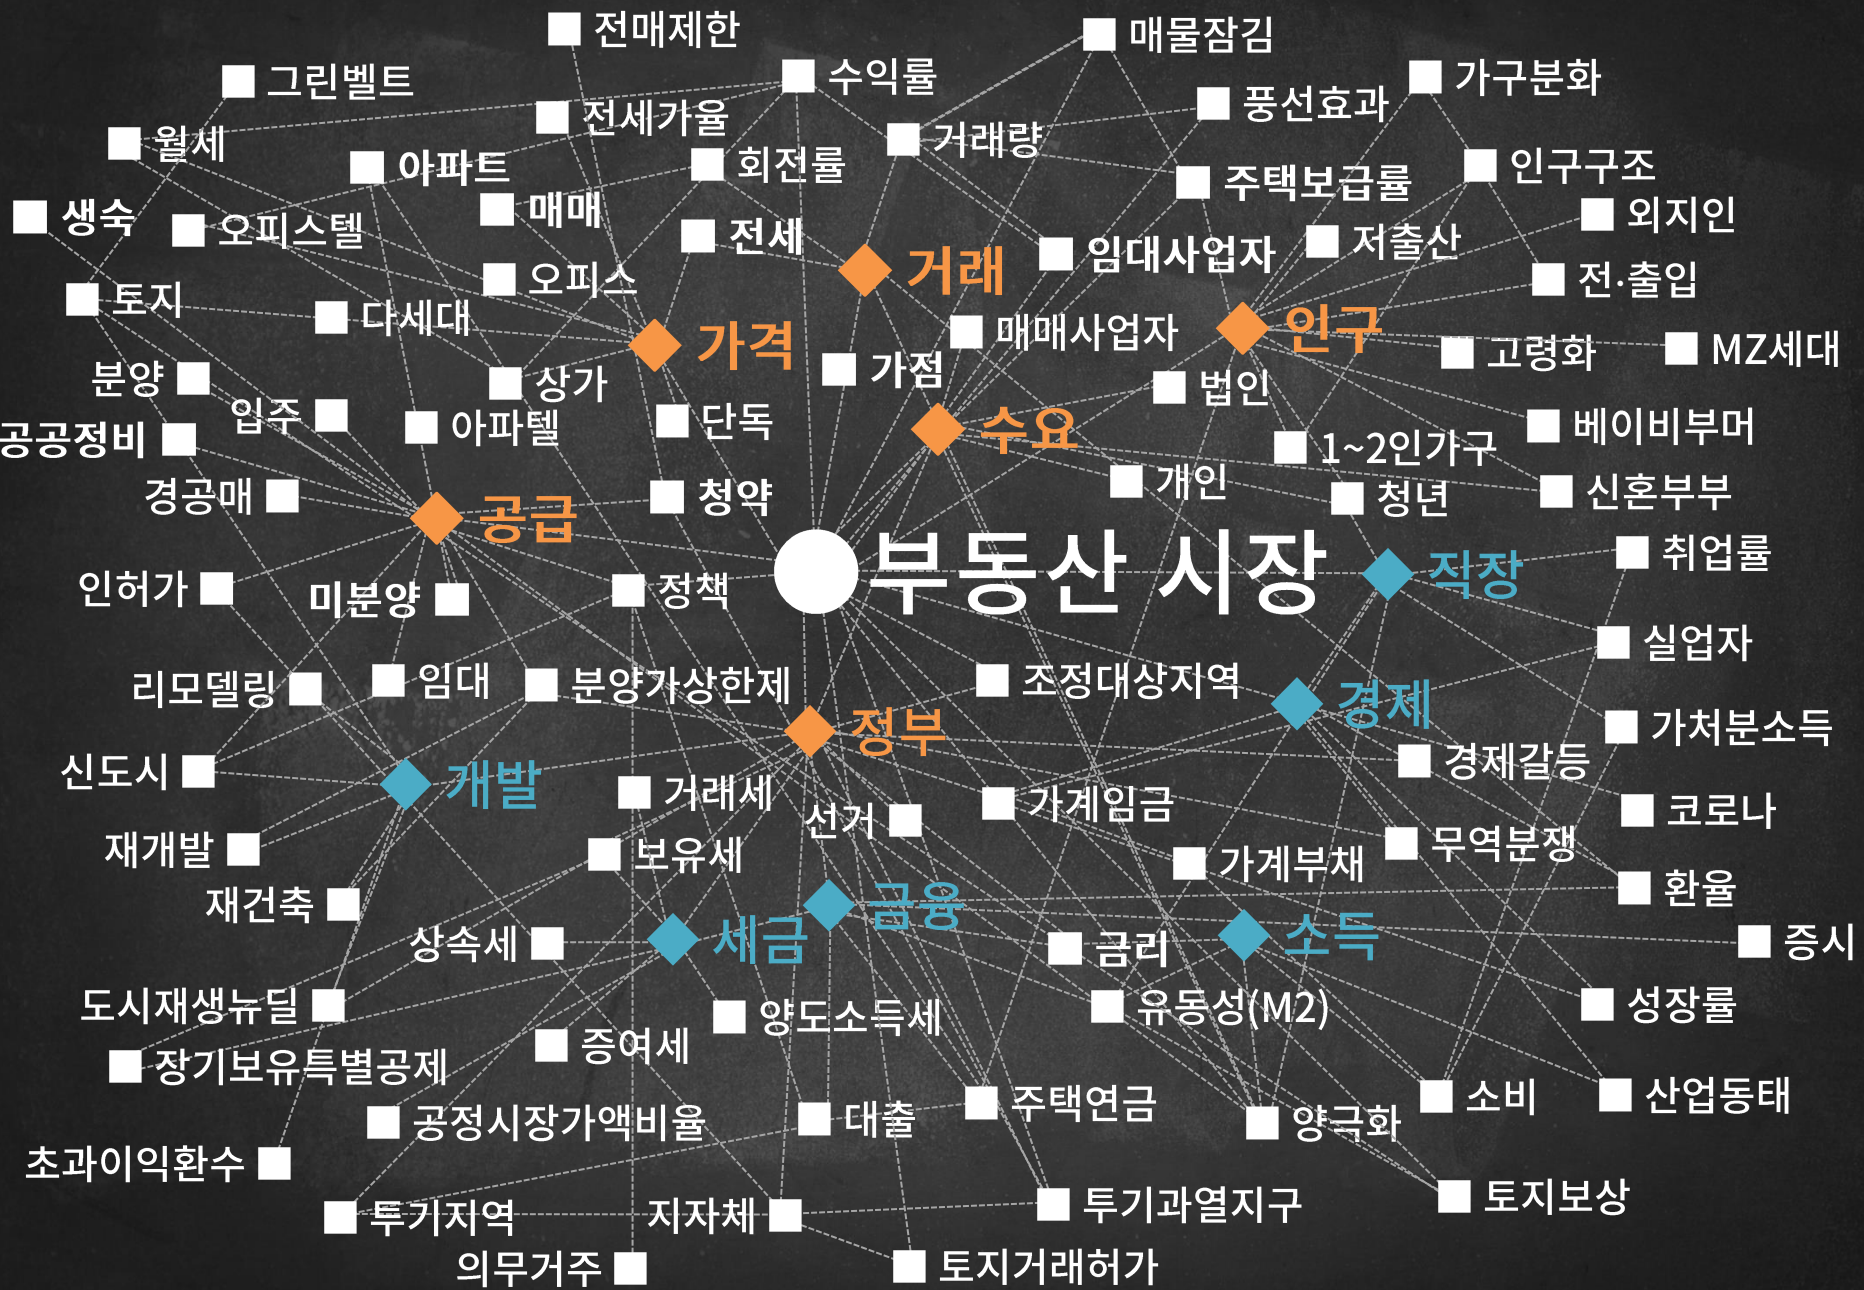 전매제한
매물잠김
그린벨트
수익률
가구분화
전세가율
풍선효과
월세
거래량
아파트
회전률
인구구조
주택보급률
생숙
오피스텔
매매
전세
외지인
저출산
임대사업자
거래
오피스
전·출입
토지
다세대
가격
매매사업자
인구
고령화
MZ세대
분양
상가
가점
법인
입주
아파텔
단독
수요
베이비부머
공공정비
1~2인가구
경공매
청약
개인
청년
신혼부부
공급
부동산 시장
직장
취업률
인허가
미분양
정책
실업자
리모델링
임대
분양가상한제
조정대상지역
경제
정부
가처분소득
신도시
개발
거래세
선거
가계임금
경제갈등
코로나
재개발
보유세
가계부채
무역분쟁
재건축
금융
환율
상속세
세금
금리
소득
증시
도시재생뉴딜
양도소득세
유동성(M2)
성장률
장기보유특별공제
증여세
공정시장가액비율
대출
주택연금
양극화
소비
산업동태
초과이익환수
투기지역
지자체
투기과열지구
토지보상
의무거주
토지거래허가